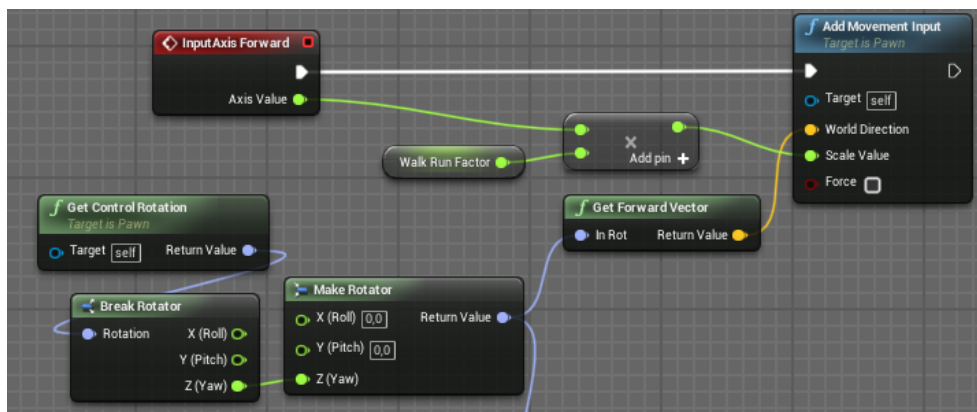 Add Movement Input
Target is Pawn
InputAxis Forward
Axis Value
Target self
World Direction
Scale Value
Force
Walk Run Factor
Add pin +
Get Control Rotation
Target is Pawn
Target self Return Value
Get Forward Vector
In Rot Return Value
Break Rotator
Rotation X (Roll)
Y (Pitch)
Z (Yaw)
Make Rotator
X (Roll) 0,0 Return Value
Y (Pitch) 0,0
Z (Yaw)